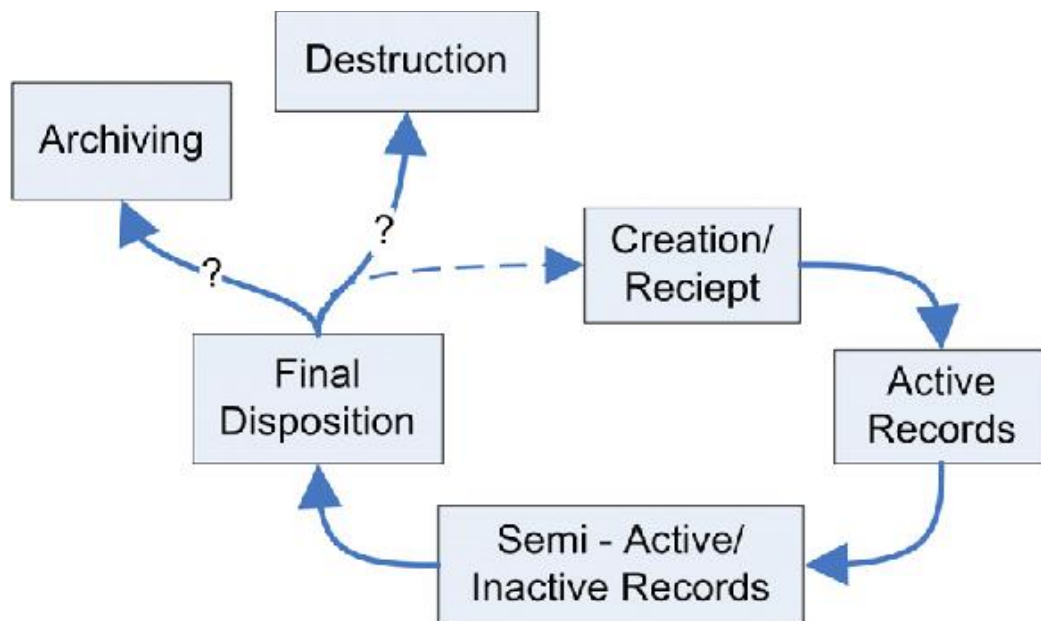 Destruction
Archiving
?
?
Creation/
Reciept
Final
Disposition
Active
Records
Semi - Active/
Inactive Records